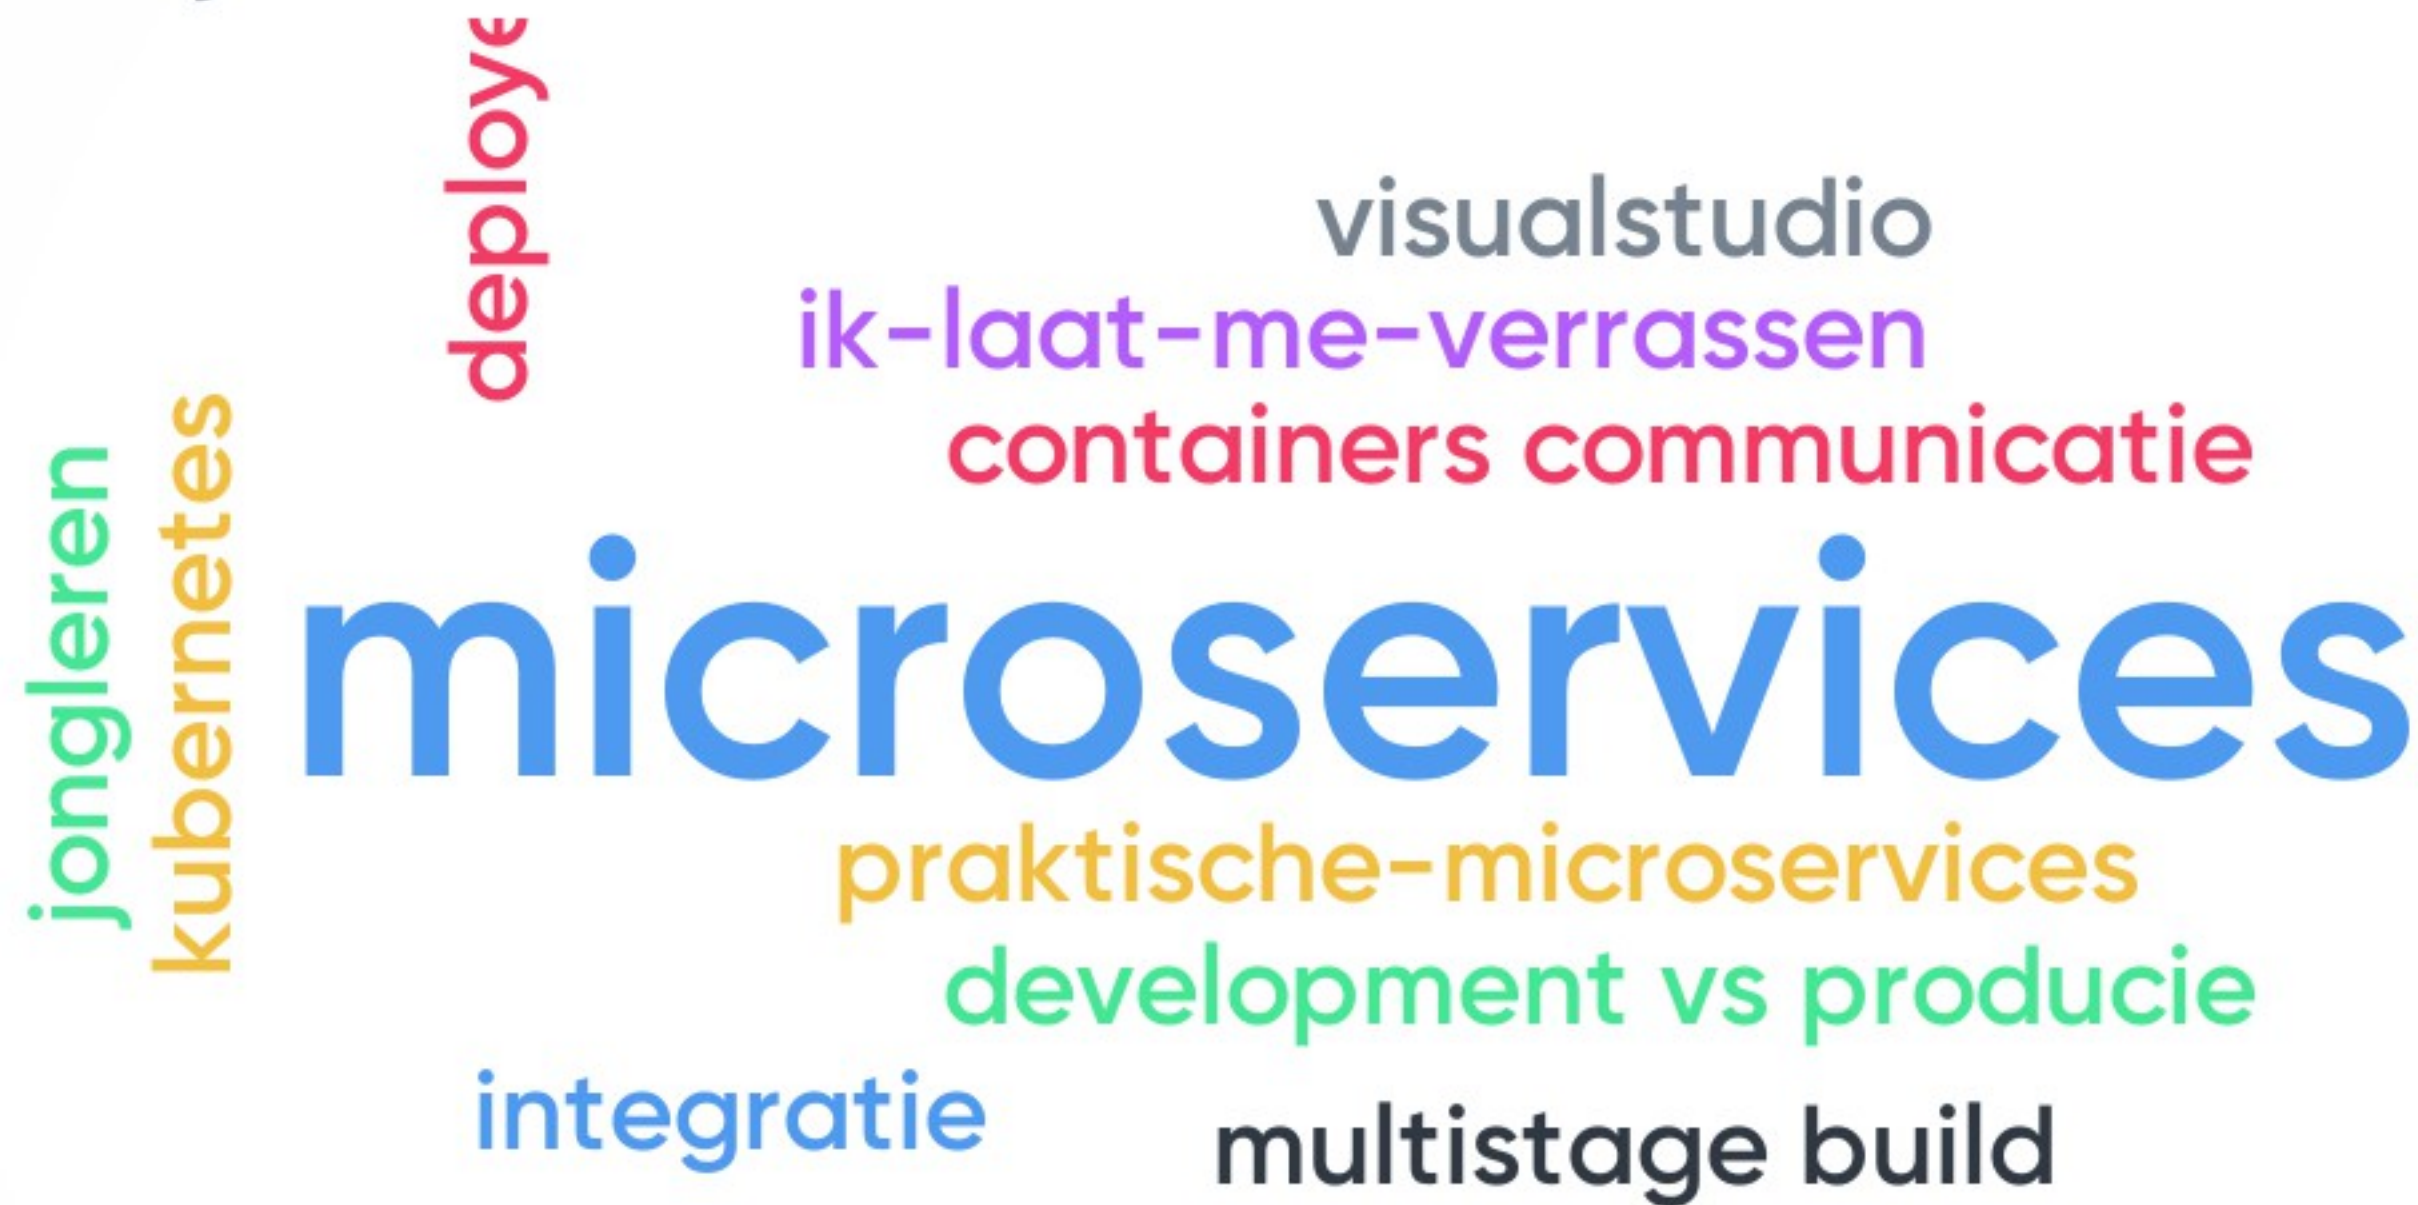 visualstudio
ik-laat-me-verrassen
containers communicatie
jongleren
kubernetes
microservices
praktische-microservices
development vs producie
integratie
multistage build